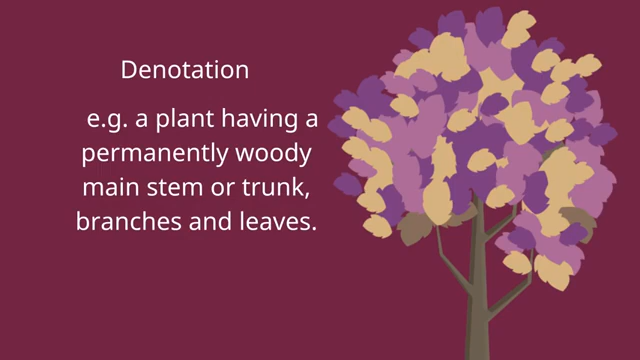 Denotation
e.g. a plant having a
permanently woody
main stem or trunk,
branches and leaves.